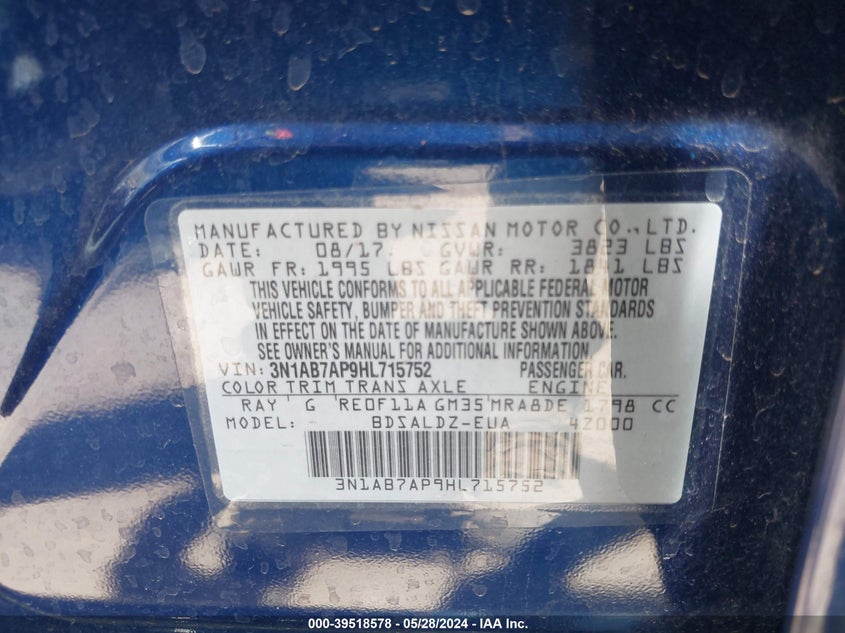 MANUFACTURED BY NISSAN MOTOR CO., LTD.
DATE: 08/17 GVWR: 3823 LBS
GAWR FR: 1995 LBS GAWR RR: LBS
THIS VEHICLE CONFORMS TO ALL APPLICABLE FEDERAL MOTOR
VEHICLE SAFETY, BUMPER AND THEFT PREVENTION STANDARDS
IN EFFECT ON THE DATE OF MANUFACTURE SHOWN ABOVE.
SEE OWNER'S MANUAL FOR ADDITIONAL INFORMATION.
VIN: 3N1AB7AP9HL715752 PASSENGER CAR.
COLOR TRIM TRANS AXLE ENGINE
RAY G RE0F11A GM35 MRA8DE 1798 CC
MODEL: BDSALDZ-EUA 42000
3N1AB7AP9HL715752
000-39518578 - 05/28/2024 - IAA Inc.